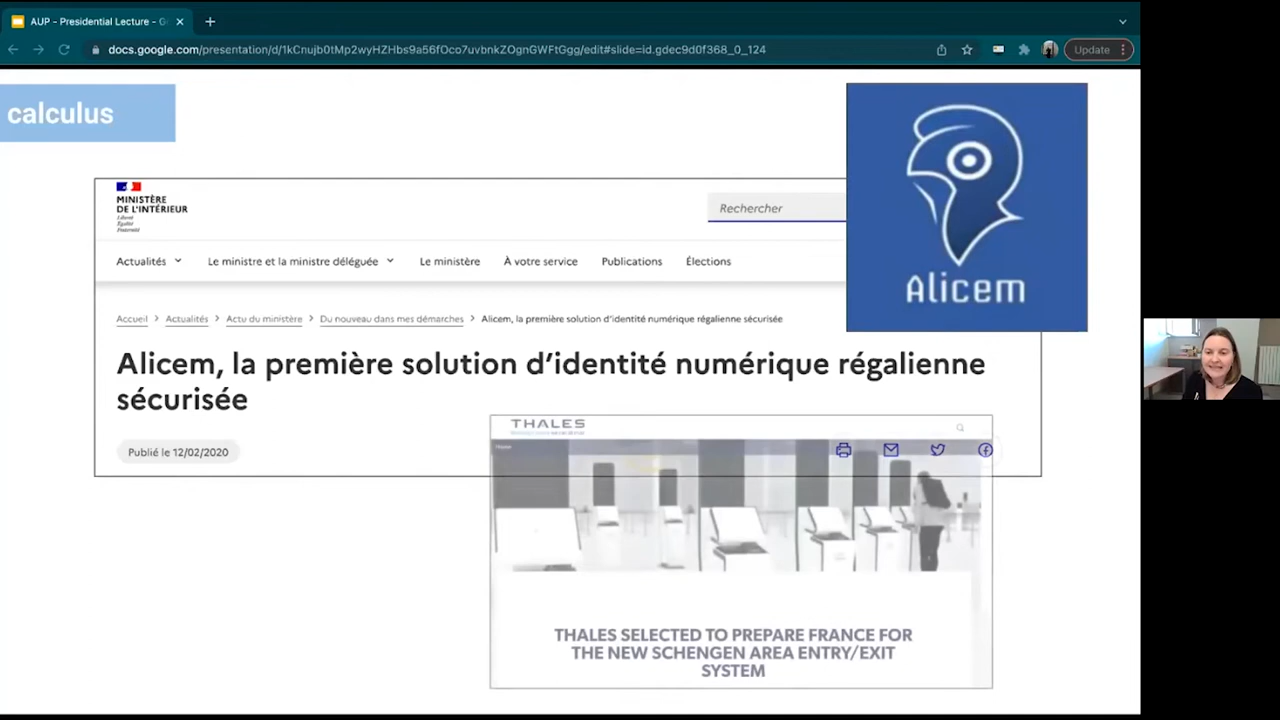 AUP - Presidential Lecture - G
docs.google.com/presentation/d/1kCnujb0tMp2wyHZHbs9a56fOco7uvbnkZOgnGWFtGgg/edit#slide=id.gdec9d0f368_0_124
Update
calculus
MINISTÈRE
DE L'INTÉRIEUR
Liberté
Égalité
Fraternité
Rechercher
Alicem
Actualités Le ministre et la ministre déléguée Le ministère À votre service Publications Élections
Accueil > Actualités > Actu du ministère > Du nouveau dans mes démarches > Alicem, la première solution d'identité numérique régalienne sécurisée
Alicem, la première solution d'identité numérique régalienne
sécurisée
Publié le 12/02/2020
THALES
THALES SELECTED TO PREPARE FRANCE FOR
THE NEW SCHENGEN AREA ENTRY/EXIT
SYSTEM